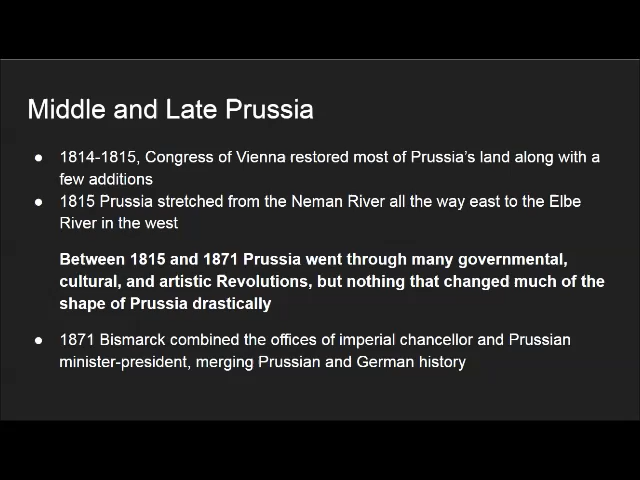 Middle and Late Prussia
● 1814-1815, Congress of Vienna restored most of Prussia's land along with a
few additions
● 1815 Prussia stretched from the Neman River all the way east to the Elbe
River in the west
Between 1815 and 1871 Prussia went through many governmental,
cultural, and artistic Revolutions, but nothing that changed much of the
shape of Prussia drastically
● 1871 Bismarck combined the offices of imperial chancellor and Prussian
minister-president, merging Prussian and German history